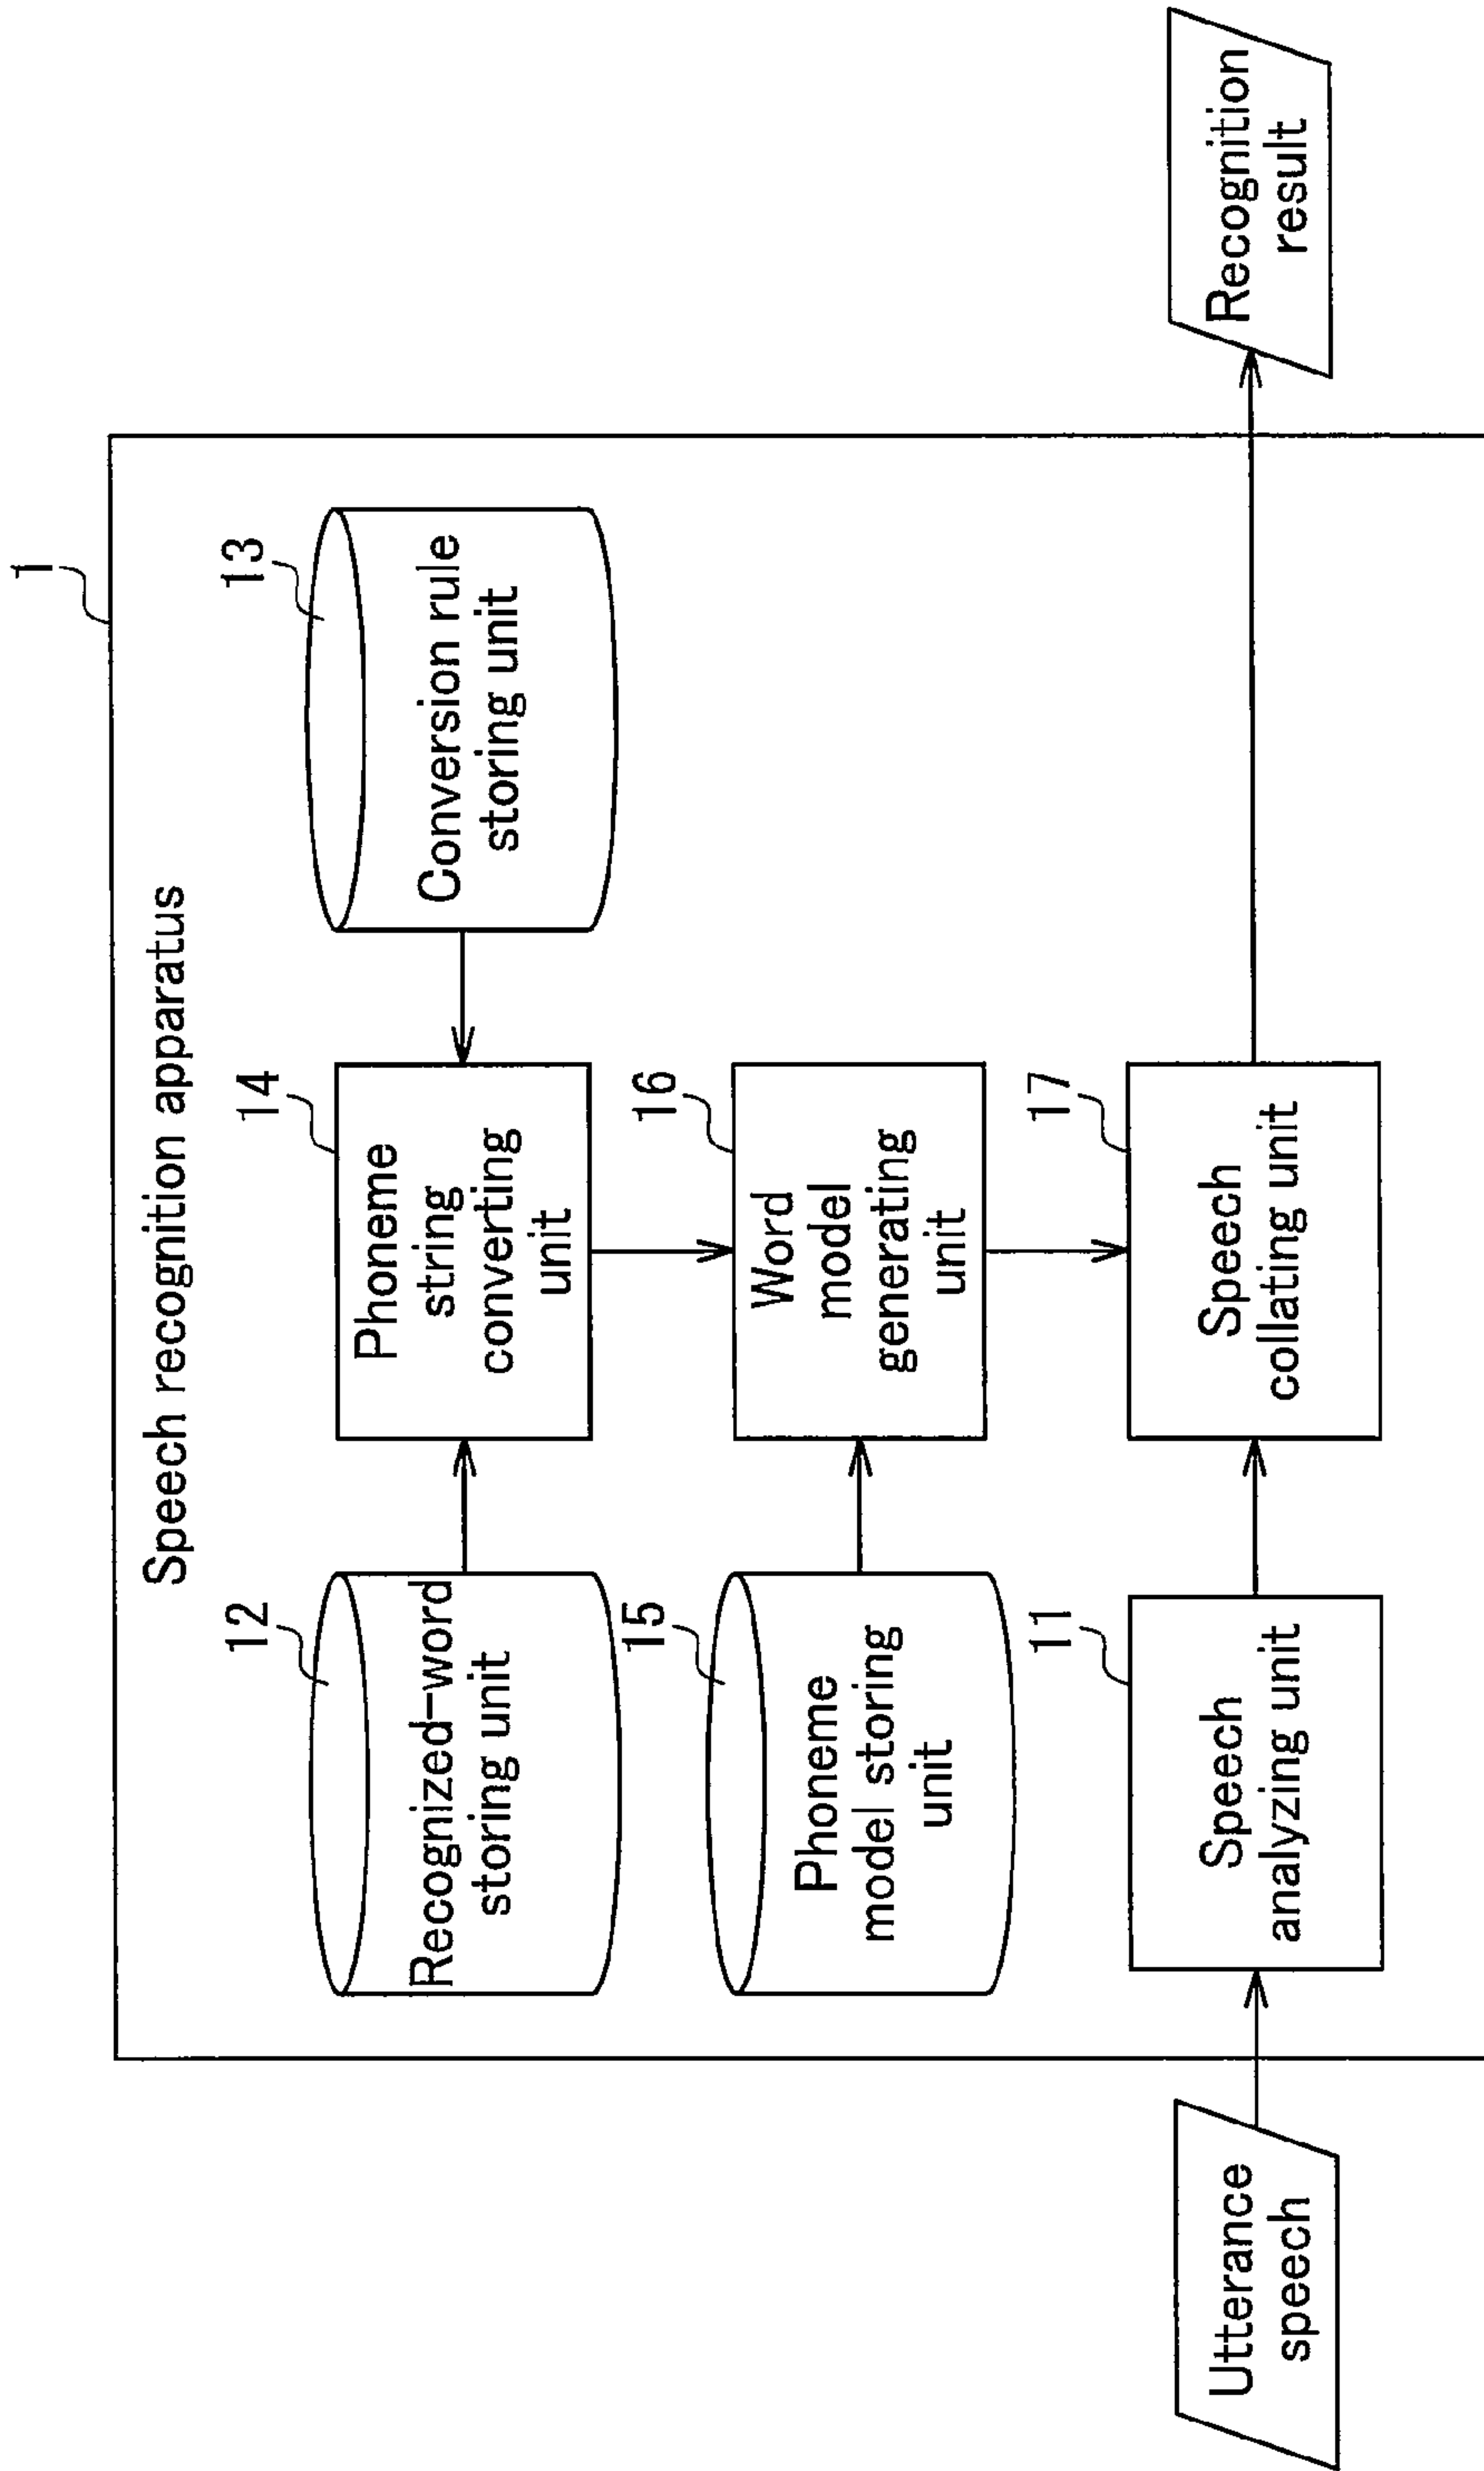 1
Speech recognition apparatus
12
Recognized-word
storing unit
14
Phoneme
string
converting
unit
13
Conversion rule
storing unit
15
Phoneme
model storing
unit
16
Word
model
generating
unit
Utterance
speech
11
Speech
analyzing unit
17
Speech
collating unit
Recognition
result